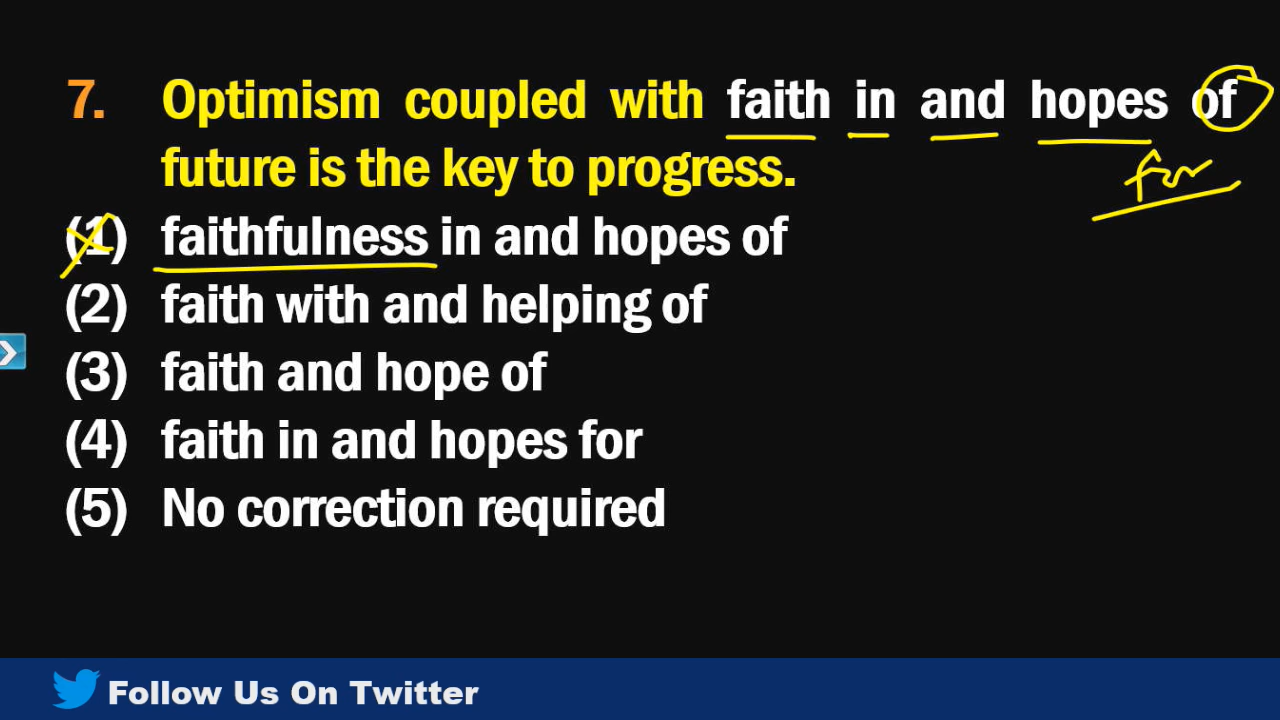 7. Optimism coupled with faith in and hopes of
for
future is the key to progress.
(1) faithfulness in and hopes of
(2) faith with and helping of
(3) faith and hope of
(4) faith in and hopes for
(5) No correction required
Follow Us On Twitter